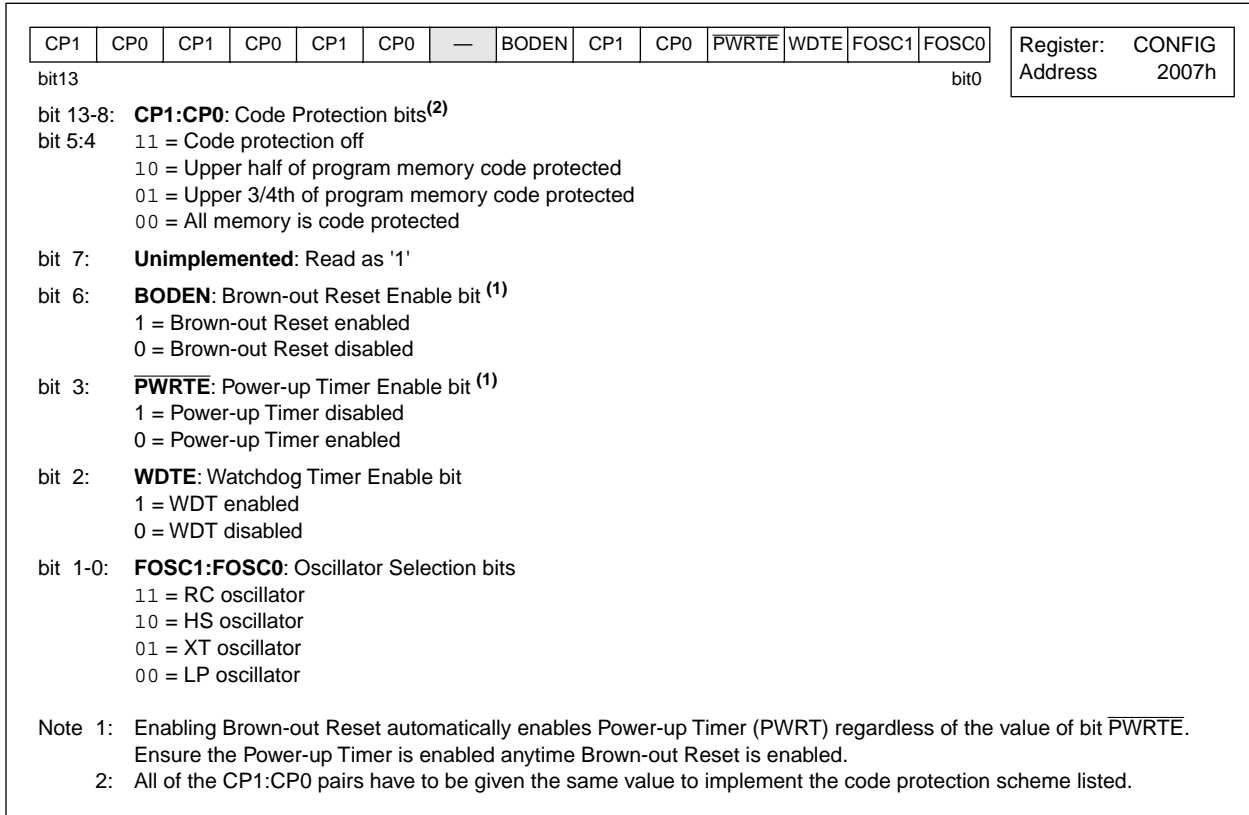 CP1 CP0 CP1 CP0 CP1 CP0 — BODEN CP1 CP0 PWRTE WDTE FOSC1 FOSC0
bit13 bit0
Register: CONFIG
Address 2007h
bit 13-8: CP1:CP0: Code Protection bits(2)
bit 5:4 11 = Code protection off
10 = Upper half of program memory code protected
01 = Upper 3/4th of program memory code protected
00 = All memory is code protected
bit 7: Unimplemented: Read as '1'
bit 6: BODEN: Brown-out Reset Enable bit (1)
1 = Brown-out Reset enabled
0 = Brown-out Reset disabled
bit 3: PWRTE: Power-up Timer Enable bit (1)
1 = Power-up Timer disabled
0 = Power-up Timer enabled
bit 2: WDTE: Watchdog Timer Enable bit
1 = WDT enabled
0 = WDT disabled
bit 1-0: FOSC1:FOSC0: Oscillator Selection bits
11 = RC oscillator
10 = HS oscillator
01 = XT oscillator
00 = LP oscillator
Note 1: Enabling Brown-out Reset automatically enables Power-up Timer (PWRT) regardless of the value of bit PWRTE.
Ensure the Power-up Timer is enabled anytime Brown-out Reset is enabled.
2: All of the CP1:CP0 pairs have to be given the same value to implement the code protection scheme listed.